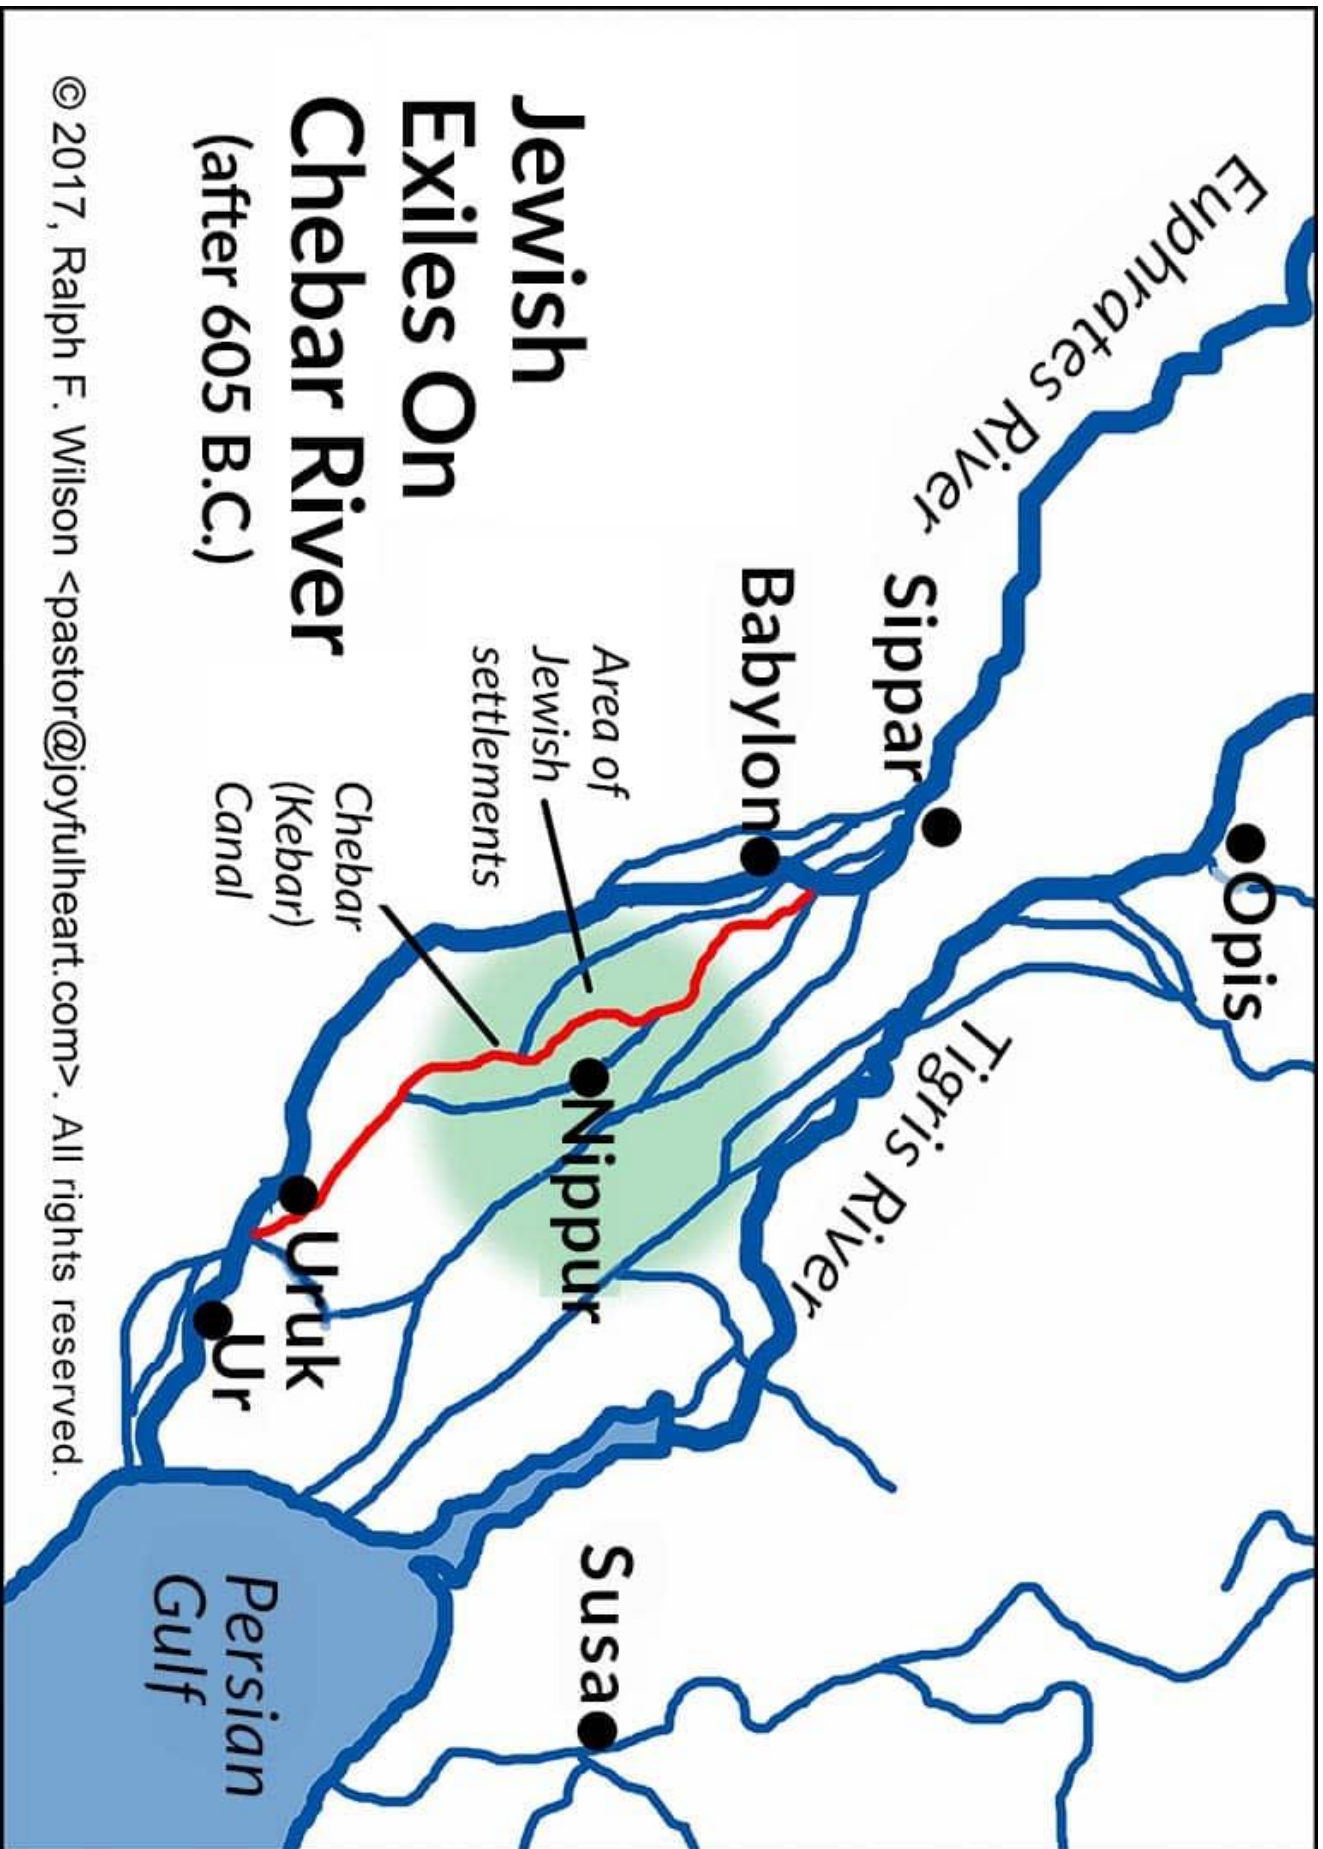 Euphrates River
Sippar
Opis
Babylon
Tigris River
Jewish
Exiles On
Chebar River
(after 605 B.C.)
Area of
Jewish
settlements
Nippur
Susa
Chebar
(Kebar)
Canal
Uruk
Ur
Persian
Gulf
© 2017, Ralph F. Wilson <pastor@joyfulheart.com>. All rights reserved.